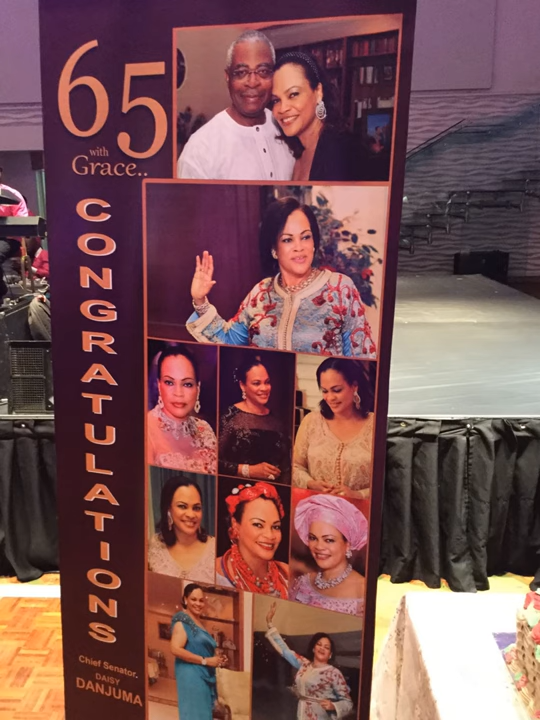 65
with
Grace..
CONGRATULATIONS
Chief Senator.
DAISY
DANJUMA